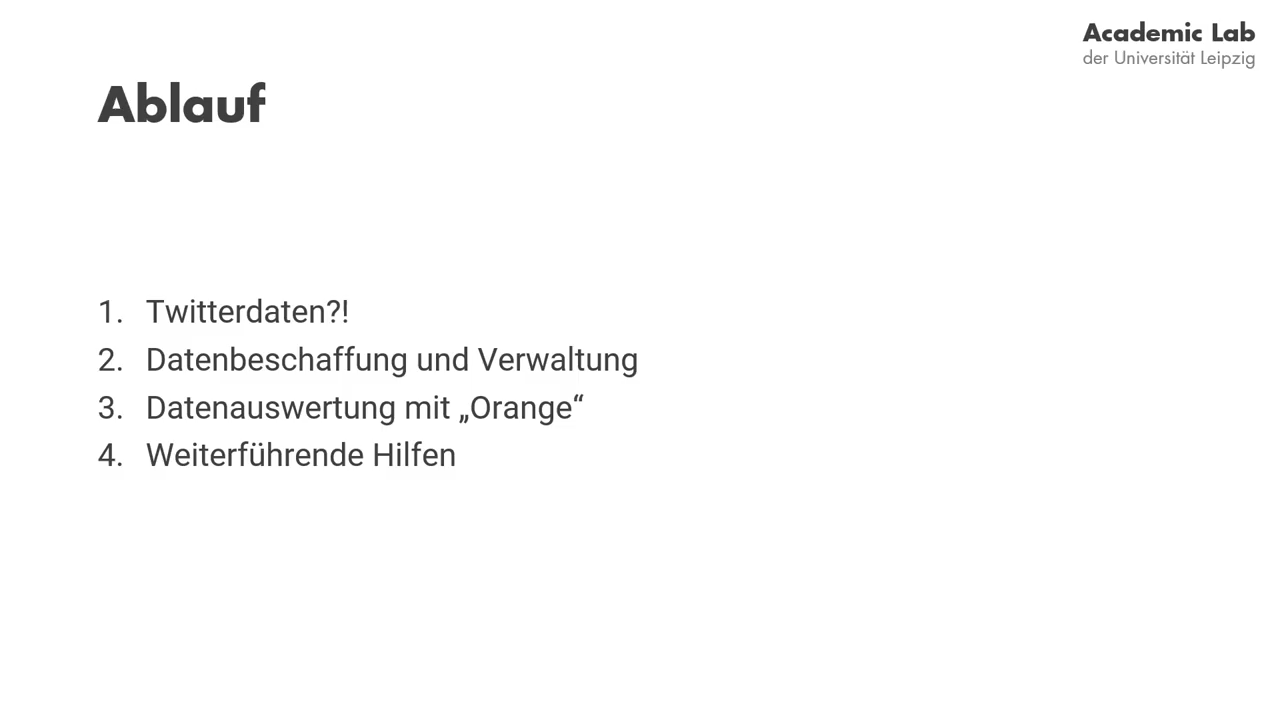 Academic Lab
der Universität Leipzig
Ablauf
1. Twitterdaten?!
2. Datenbeschaffung und Verwaltung
3. Datenauswertung mit „Orange“
4. Weiterführende Hilfen